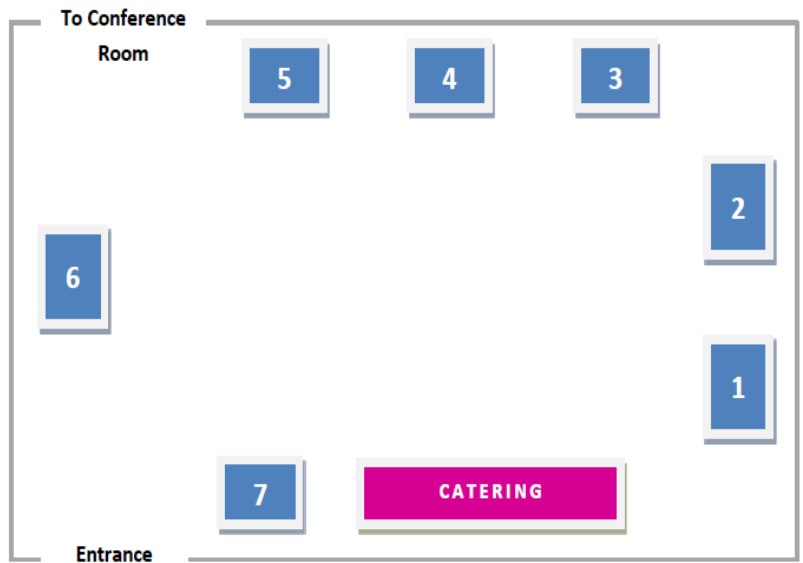 To Conference
Room
5 4 3
2
6
1
7 CATERING
Entrance